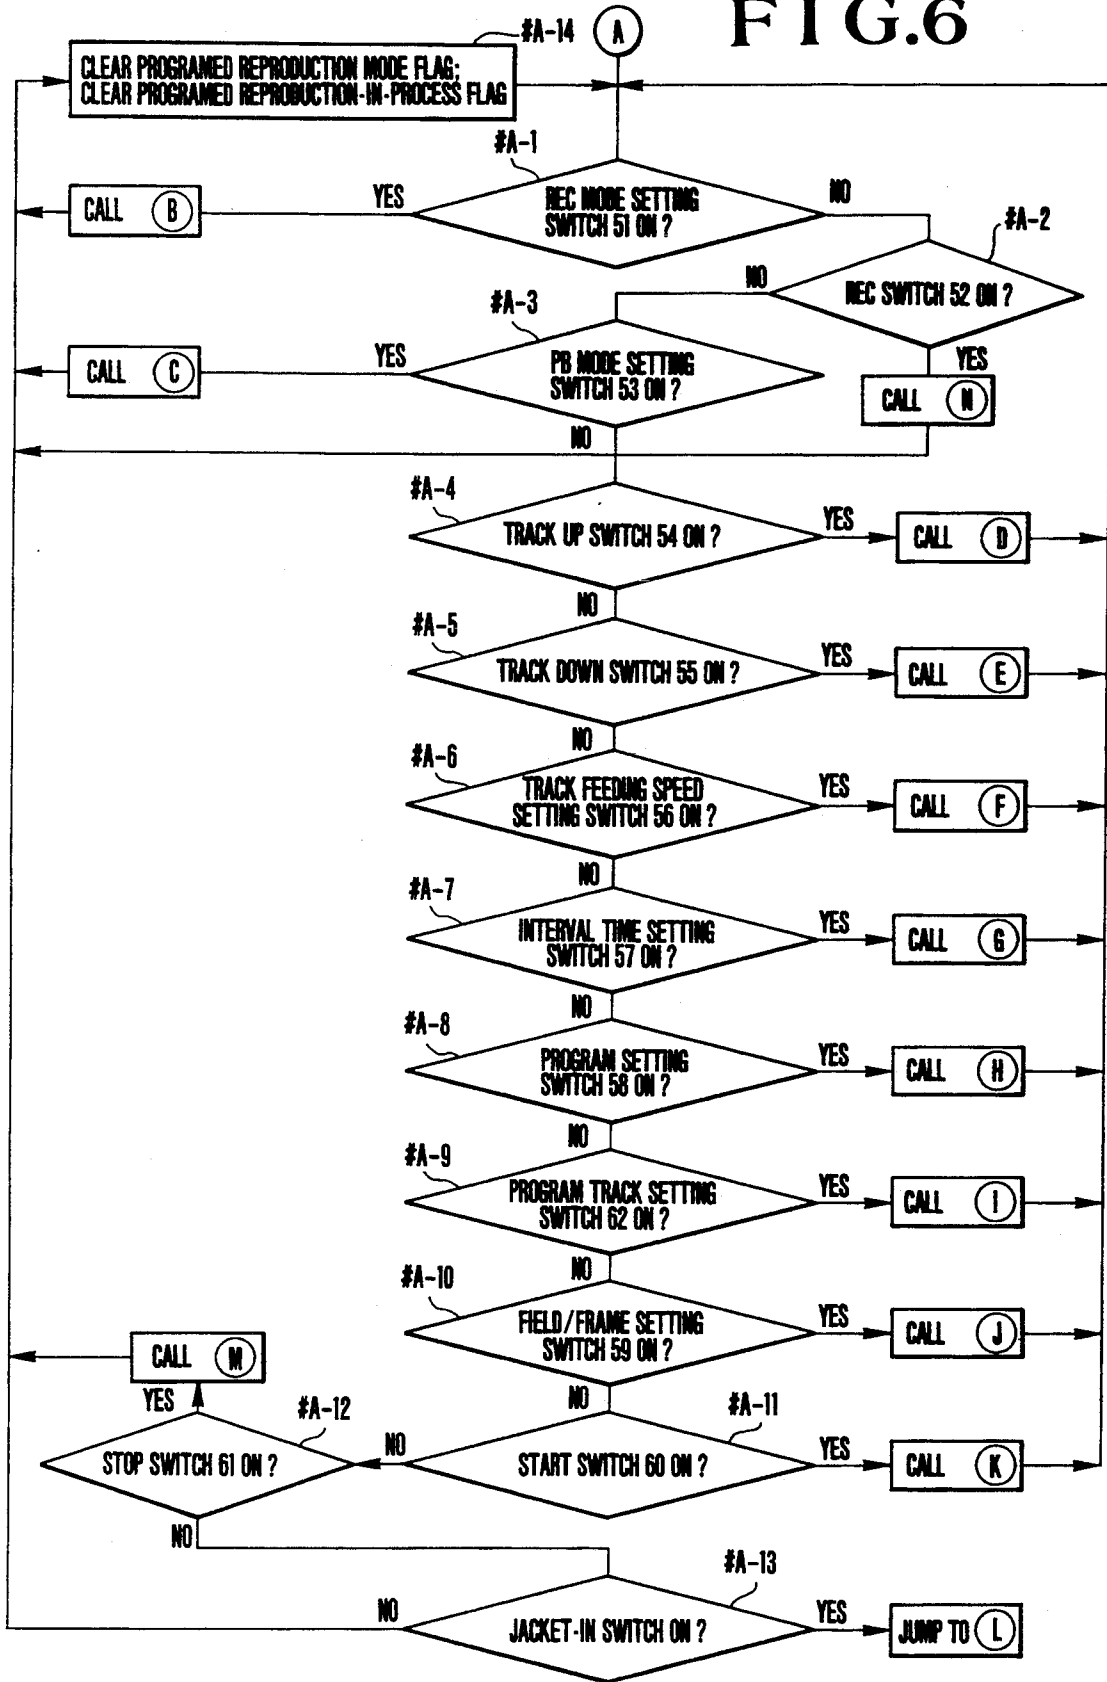 FIG.6
#A-14
A
CLEAR PROGRAMED REPRODUCTION MODE FLAG;
CLEAR PROGRAMED REPRODUCTION-IN-PROCESS FLAG
#A-1
REC MODE SETTING
SWITCH 51 ON ?
YES
CALL B
NO
#A-2
REC SWITCH 52 ON ?
NO
YES
CALL N
#A-3
PB MODE SETTING
SWITCH 53 ON ?
YES
CALL C
NO
#A-4
TRACK UP SWITCH 54 ON ?
YES
CALL D
NO
#A-5
TRACK DOWN SWITCH 55 ON ?
YES
CALL E
NO
#A-6
TRACK FEEDING SPEED
SETTING SWITCH 56 ON ?
YES
CALL F
NO
#A-7
INTERVAL TIME SETTING
SWITCH 57 ON ?
YES
CALL G
NO
#A-8
PROGRAM SETTING
SWITCH 58 ON ?
YES
CALL H
NO
#A-9
PROGRAM TRACK SETTING
SWITCH 62 ON ?
YES
CALL I
NO
#A-10
FIELD/FRAME SETTING
SWITCH 59 ON ?
YES
CALL J
NO
#A-11
START SWITCH 60 ON ?
YES
CALL K
NO
#A-12
STOP SWITCH 61 ON ?
YES
CALL M
NO
#A-13
JACKET-IN SWITCH ON ?
YES
JUMP TO L
NO